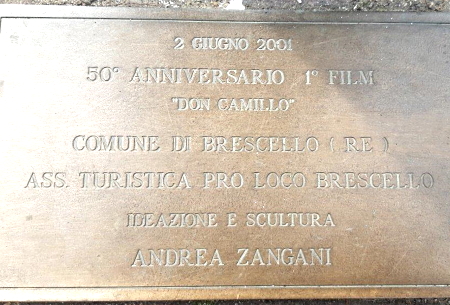 2 GIUGNO 2001
50° ANNIVERSARIO 1° FILM
"DON CAMILLO"
COMUNE DI BRESCELLO ( RE )
ASS. TURISTICA PRO LOCO BRESCELLO
IDEAZIONE E SCULTURA
ANDREA ZANGANI